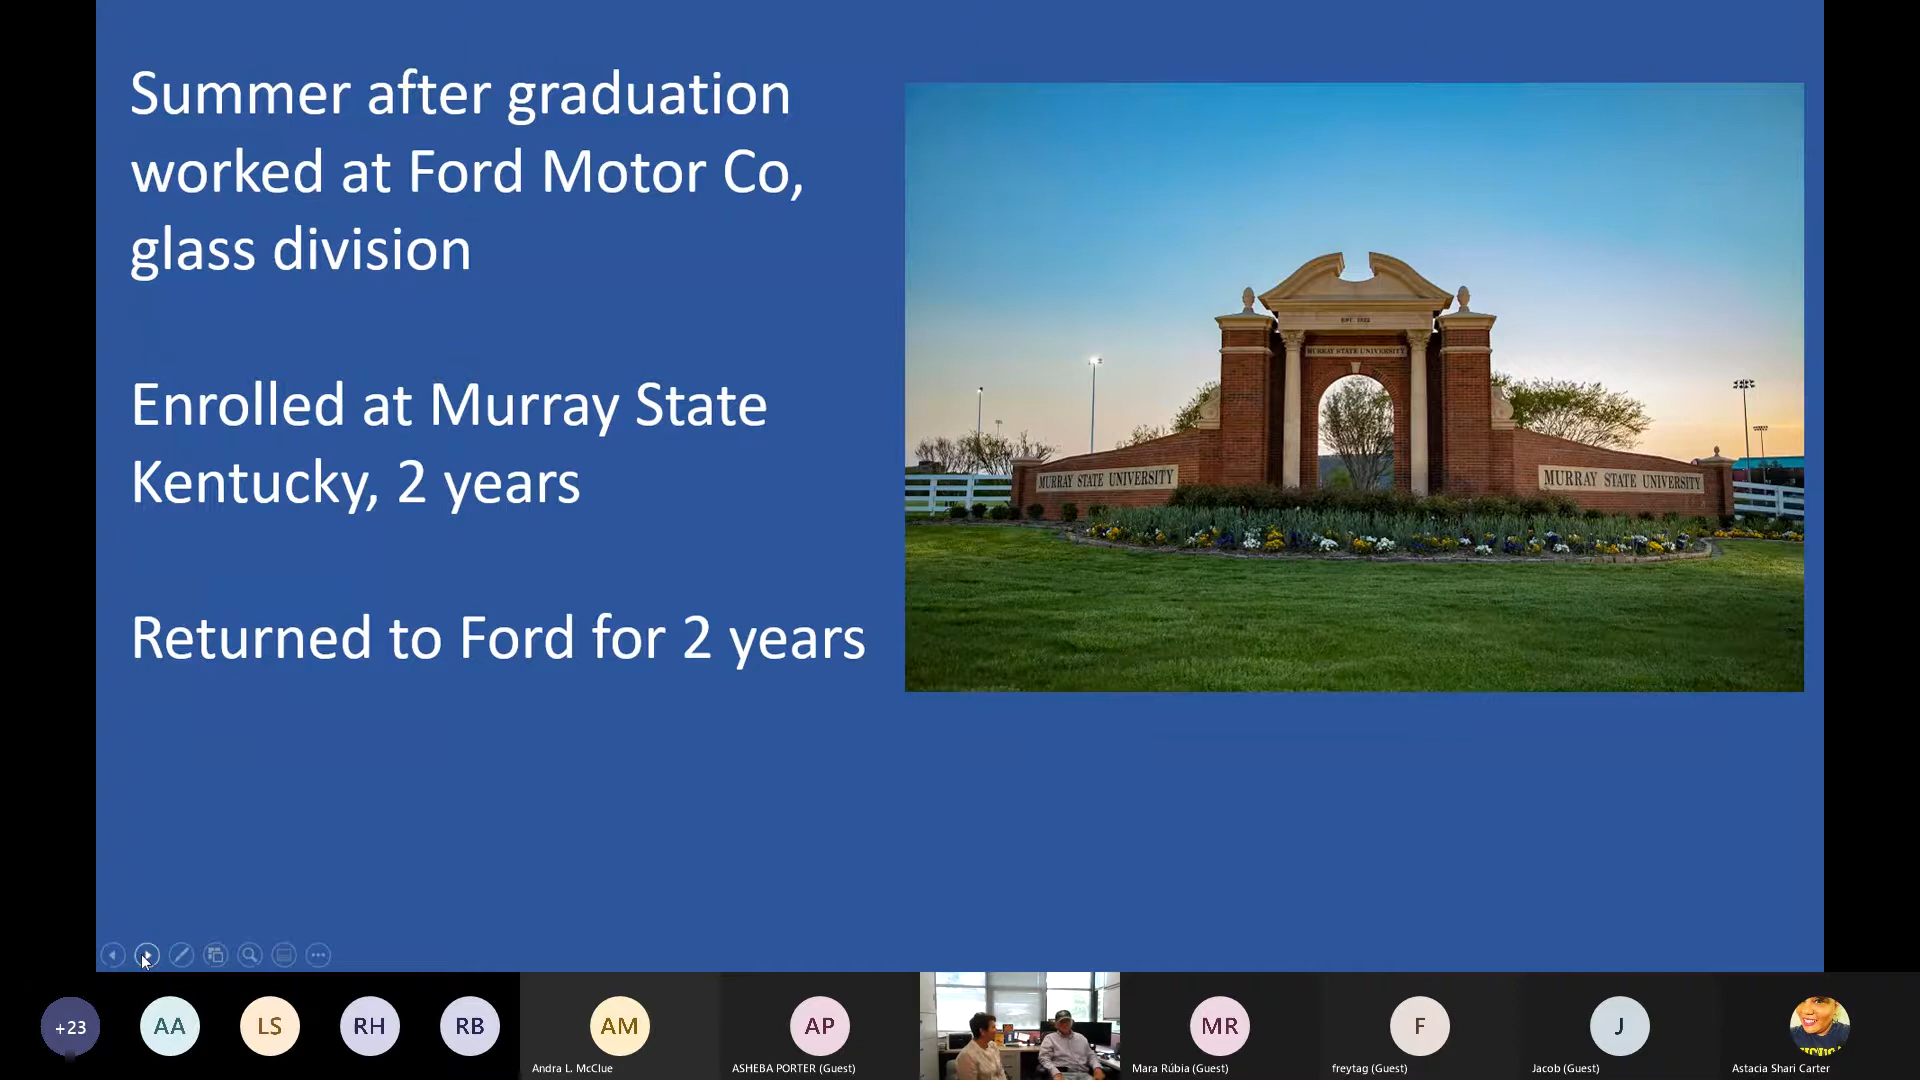 Summer after graduation
worked at Ford Motor Co,
glass division
Enrolled at Murray State
Kentucky, 2 years
Returned to Ford for 2 years
EST. 1922
MURRAY STATE UNIVERSITY
MURRAY STATE UNIVERSITY
MURRAY STATE UNIVERSITY
+23
AA
LS
RH
RB
AM
AP
MR
F
J
Andra L. McClue
ASHEBA PORTER (Guest)
Mara Rúbia (Guest)
freytag (Guest)
Jacob (Guest)
Astacia Shari Carter